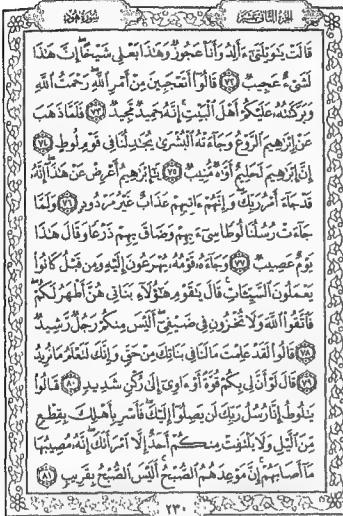 الجزء الثاني عشر سورة هود
قَالَتْ يَٰوَيْلَتَىٰٓ ءَأَلِدُ وَأَنَا۠ عَجُوزٌ وَهَٰذَا بَعْلِى شَيْخًا ۖ إِنَّ هَٰذَا
لَشَىْءٌ عَجِيبٌ ٧٢ قَالُوٓا۟ أَتَعْجَبِينَ مِنْ أَمْرِ ٱللَّهِ ۖ رَحْمَتُ ٱللَّهِ
وَبَرَكَٰتُهُۥ عَلَيْكُمْ أَهْلَ ٱلْبَيْتِ ۚ إِنَّهُۥ حَمِيدٌ مَّجِيدٌ ٧٣ فَلَمَّا ذَهَبَ
عَنْ إِبْرَٰهِيمَ ٱلرَّوْعُ وَجَآءَتْهُ ٱلْبُشْرَىٰ يُجَٰدِلُنَا فِى قَوْمِ لُوطٍ ٧٤
إِنَّ إِبْرَٰهِيمَ لَحَلِيمٌ أَوَّٰهٌ مُّنِيبٌ ٧٥ يَٰٓإِبْرَٰهِيمُ أَعْرِضْ عَنْ هَٰذَآ ۖ إِنَّهُۥ
قَدْ جَآءَ أَمْرُ رَبِّكَ ۖ وَإِنَّهُمْ ءَاتِيهِمْ عَذَابٌ غَيْرُ مَرْدُودٍ ٧٦ وَلَمَّا
جَآءَتْ رُسُلُنَا لُوطًا سِىٓءَ بِهِمْ وَضَاقَ بِهِمْ ذَرْعًا وَقَالَ هَٰذَا
يَوْمٌ عَصِيبٌ ٧٧ وَجَآءَهُۥ قَوْمُهُۥ يُهْرَعُونَ إِلَيْهِ وَمِن قَبْلُ كَانُوا۟
يَعْمَلُونَ ٱلسَّيِّـَٔاتِ ۚ قَالَ يَٰقَوْمِ هَٰٓؤُلَآءِ بَنَاتِى هُنَّ أَطْهَرُ لَكُمْ ۖ
فَٱتَّقُوا۟ ٱللَّهَ وَلَا تُخْزُونِ فِى ضَيْفِىٓ ۖ أَلَيْسَ مِنكُمْ رَجُلٌ رَّشِيدٌ
٧٨ قَالُوا۟ لَقَدْ عَلِمْتَ مَا لَنَا فِى بَنَاتِكَ مِنْ حَقٍّ وَإِنَّكَ لَتَعْلَمُ مَا نُرِيدُ
٧٩ قَالَ لَوْ أَنَّ لِى بِكُمْ قُوَّةً أَوْ ءَاوِىٓ إِلَىٰ رُكْنٍ شَدِيدٍ ٨٠ قَالُوا۟
يَٰلُوطُ إِنَّا رُسُلُ رَبِّكَ لَن يَصِلُوٓا۟ إِلَيْكَ ۖ فَأَسْرِ بِأَهْلِكَ بِقِطْعٍ
مِّنَ ٱلَّيْلِ وَلَا يَلْتَفِتْ مِنكُمْ أَحَدٌ إِلَّا ٱمْرَأَتَكَ ۖ إِنَّهُۥ مُصِيبُهَا
مَآ أَصَابَهُمْ ۚ إِنَّ مَوْعِدَهُمُ ٱلصُّبْحُ ۚ أَلَيْسَ ٱلصُّبْحُ بِقَرِيبٍ ٨١
٢٣٠